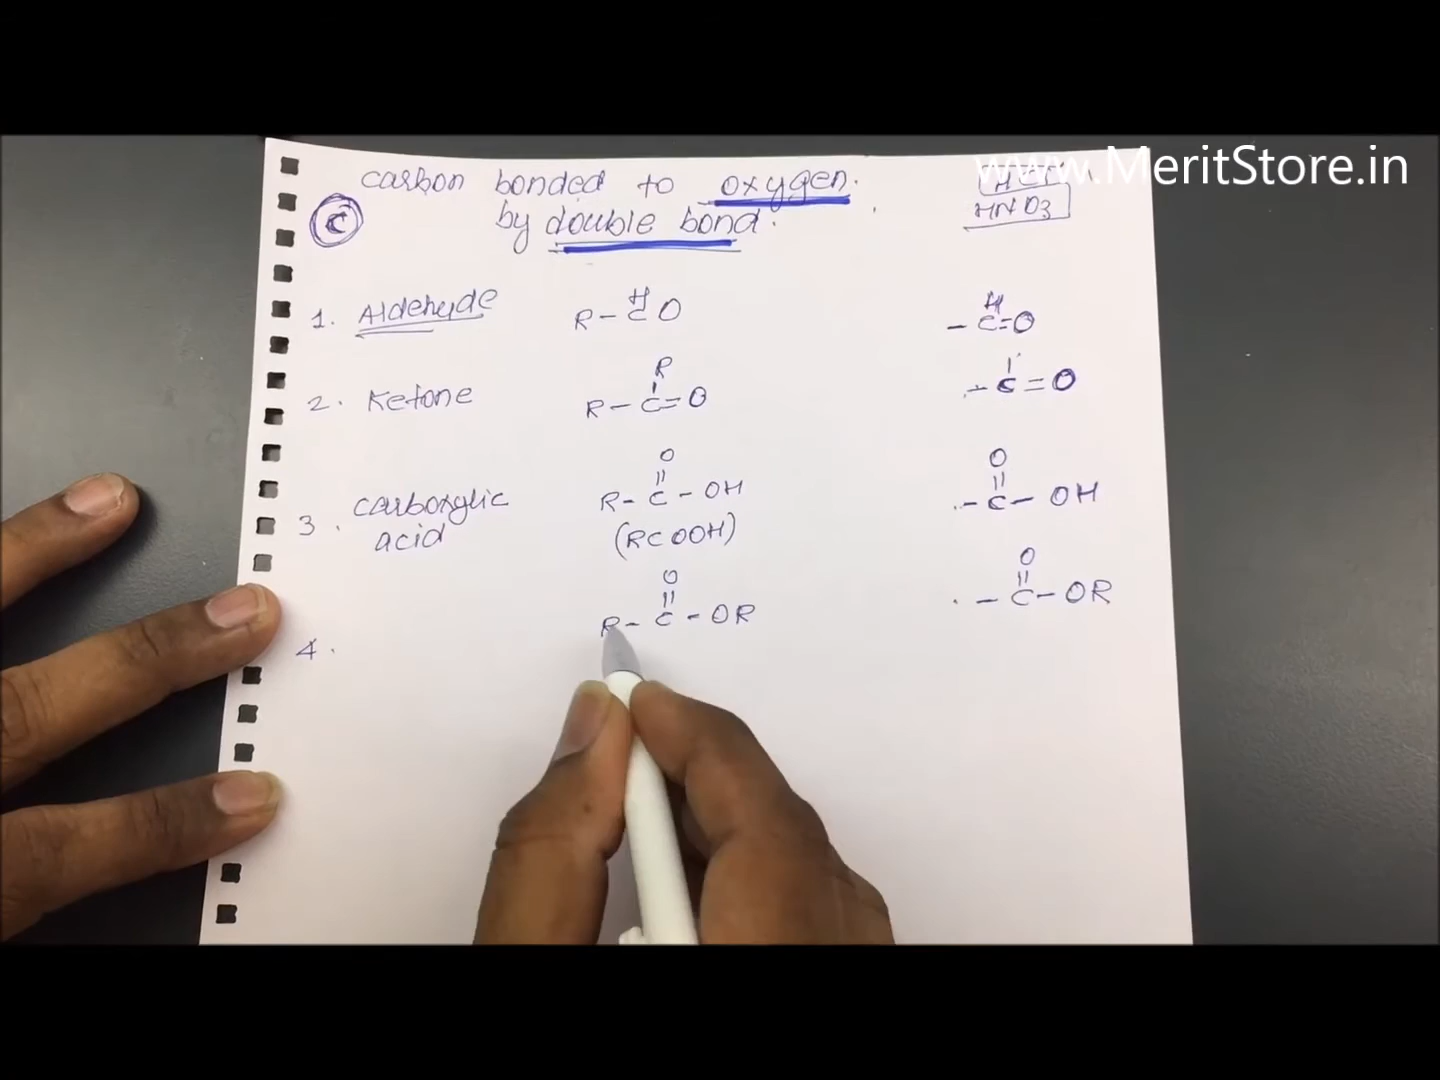 www.MeritStore.in
carbon bonded to oxygen.
by double bond.
C
HNO3
1. Aldehyde
H
R - C O
H
- C = O
2. Ketone
R
R - C = O
- C = O
3. carboxylic acid
O
R - C - OH
(RCOOH)
O
- C - OH
4.
O
R - C - OR
O
- C - OR